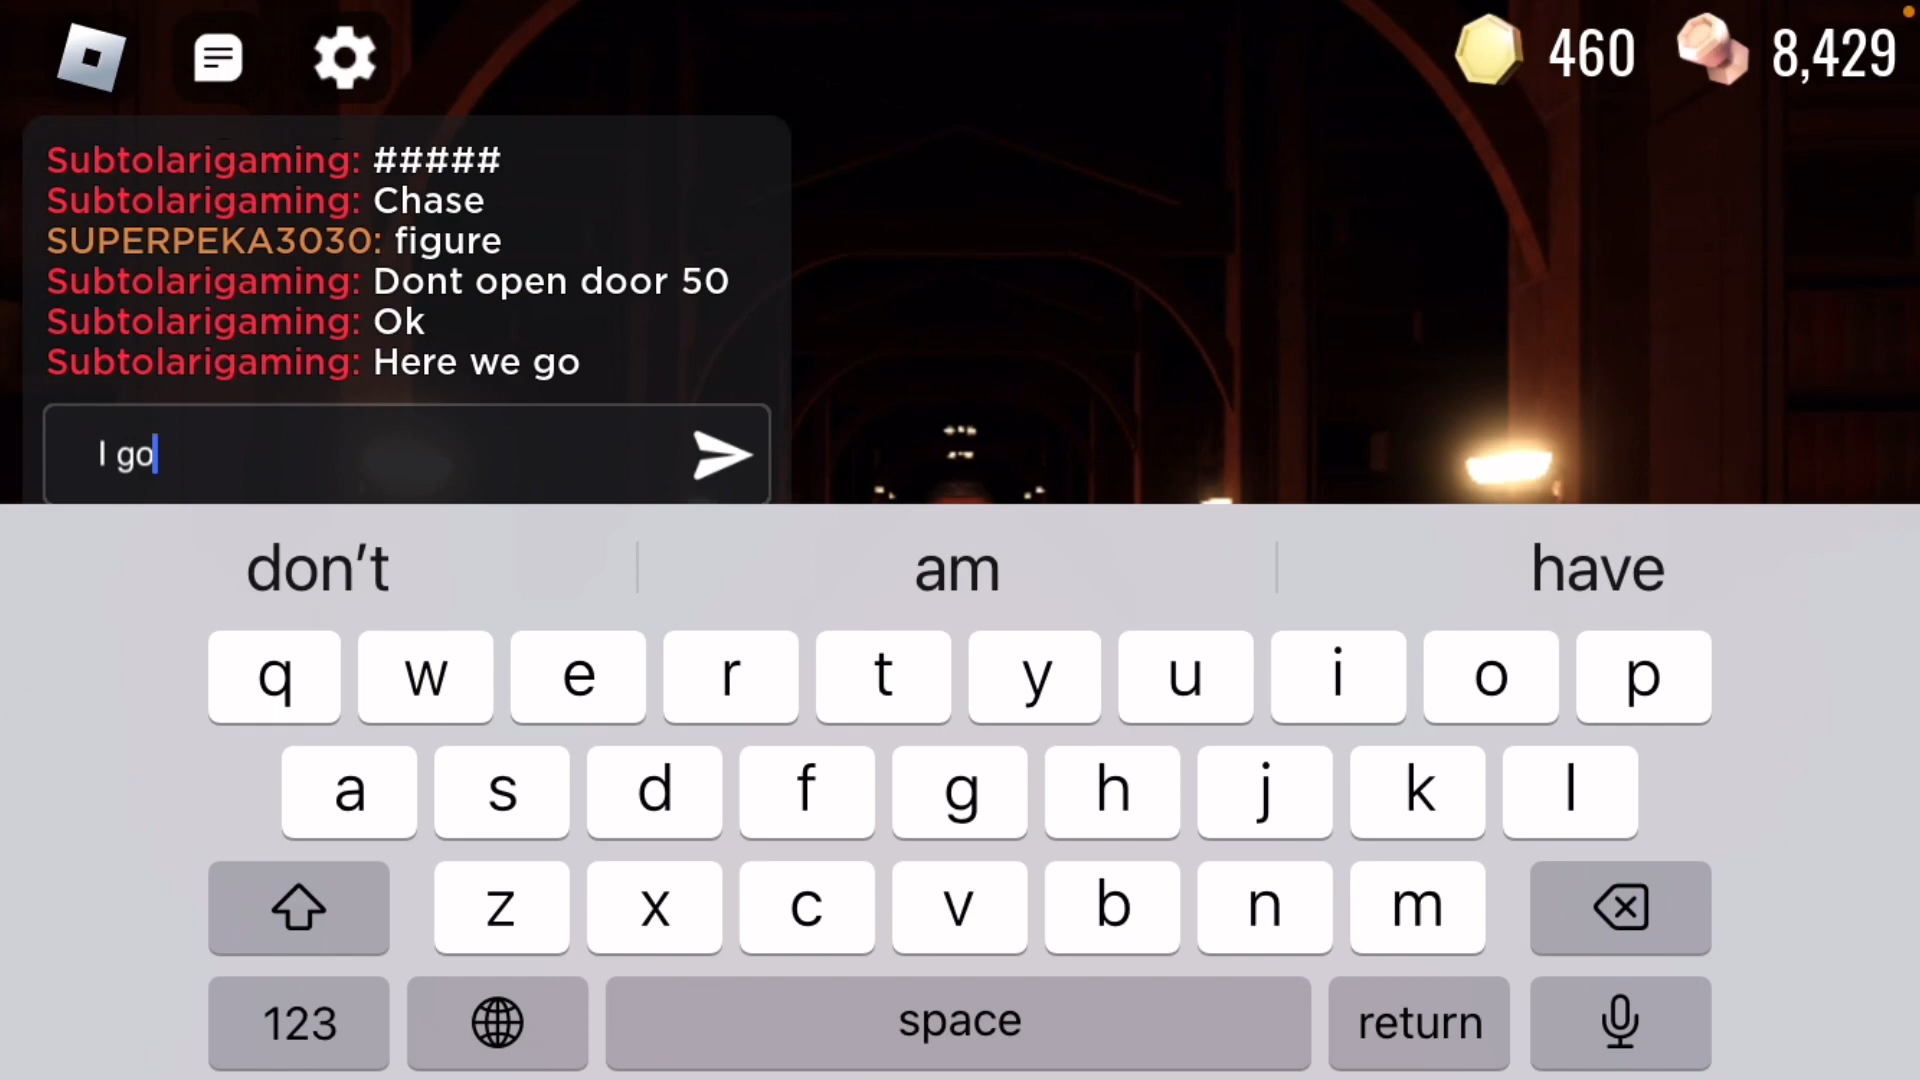 460 8,429
Subtolarigaming: #####
Subtolarigaming: Chase
SUPERPEKA3030: figure
Subtolarigaming: Dont open door 50
Subtolarigaming: Ok
Subtolarigaming: Here we go
I go
don't am have
q w e r t y u i o p
a s d f g h j k l
z x c v b n m
123 space return